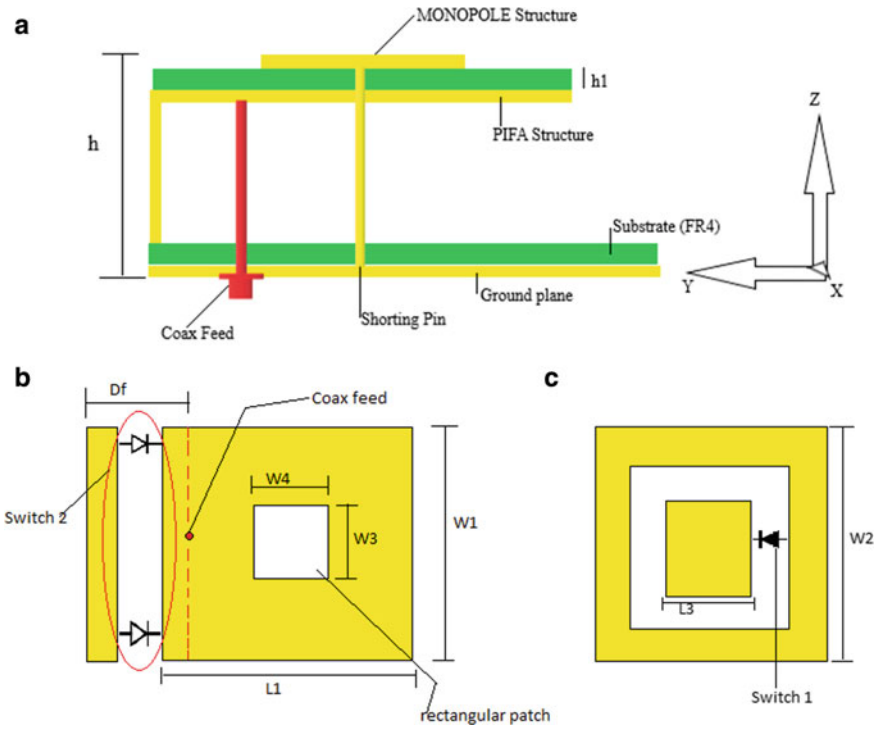 a
MONOPOLE Structure
h1
Z
h
PIFA Structure
Substrate (FR4)
Y
X
Ground plane
Shorting Pin
Coax Feed
b
c
Df
Coax feed
W4
Switch 2
W3
W1
W2
L3
L1
Switch 1
rectangular patch